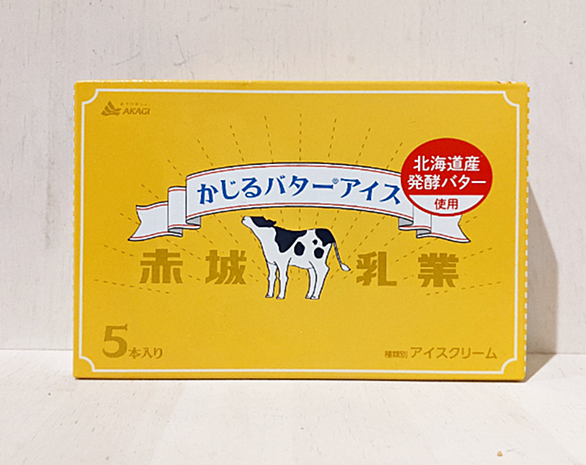 AKAGI
かじるバター®アイス
北海道産
発酵バター
使用
赤城乳業
5本入り
種類別 アイスクリーム